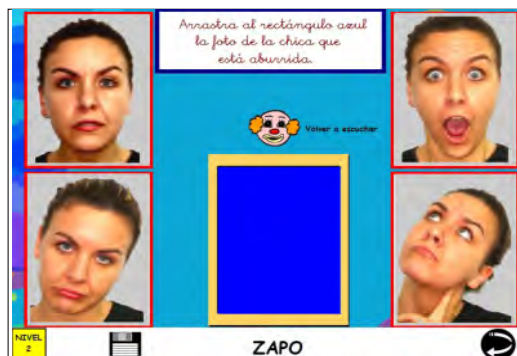 Arrastra al rectángulo azul
la foto de la chica que
está aburrida.
Volver a escuchar
NIVEL
2
ZAPO